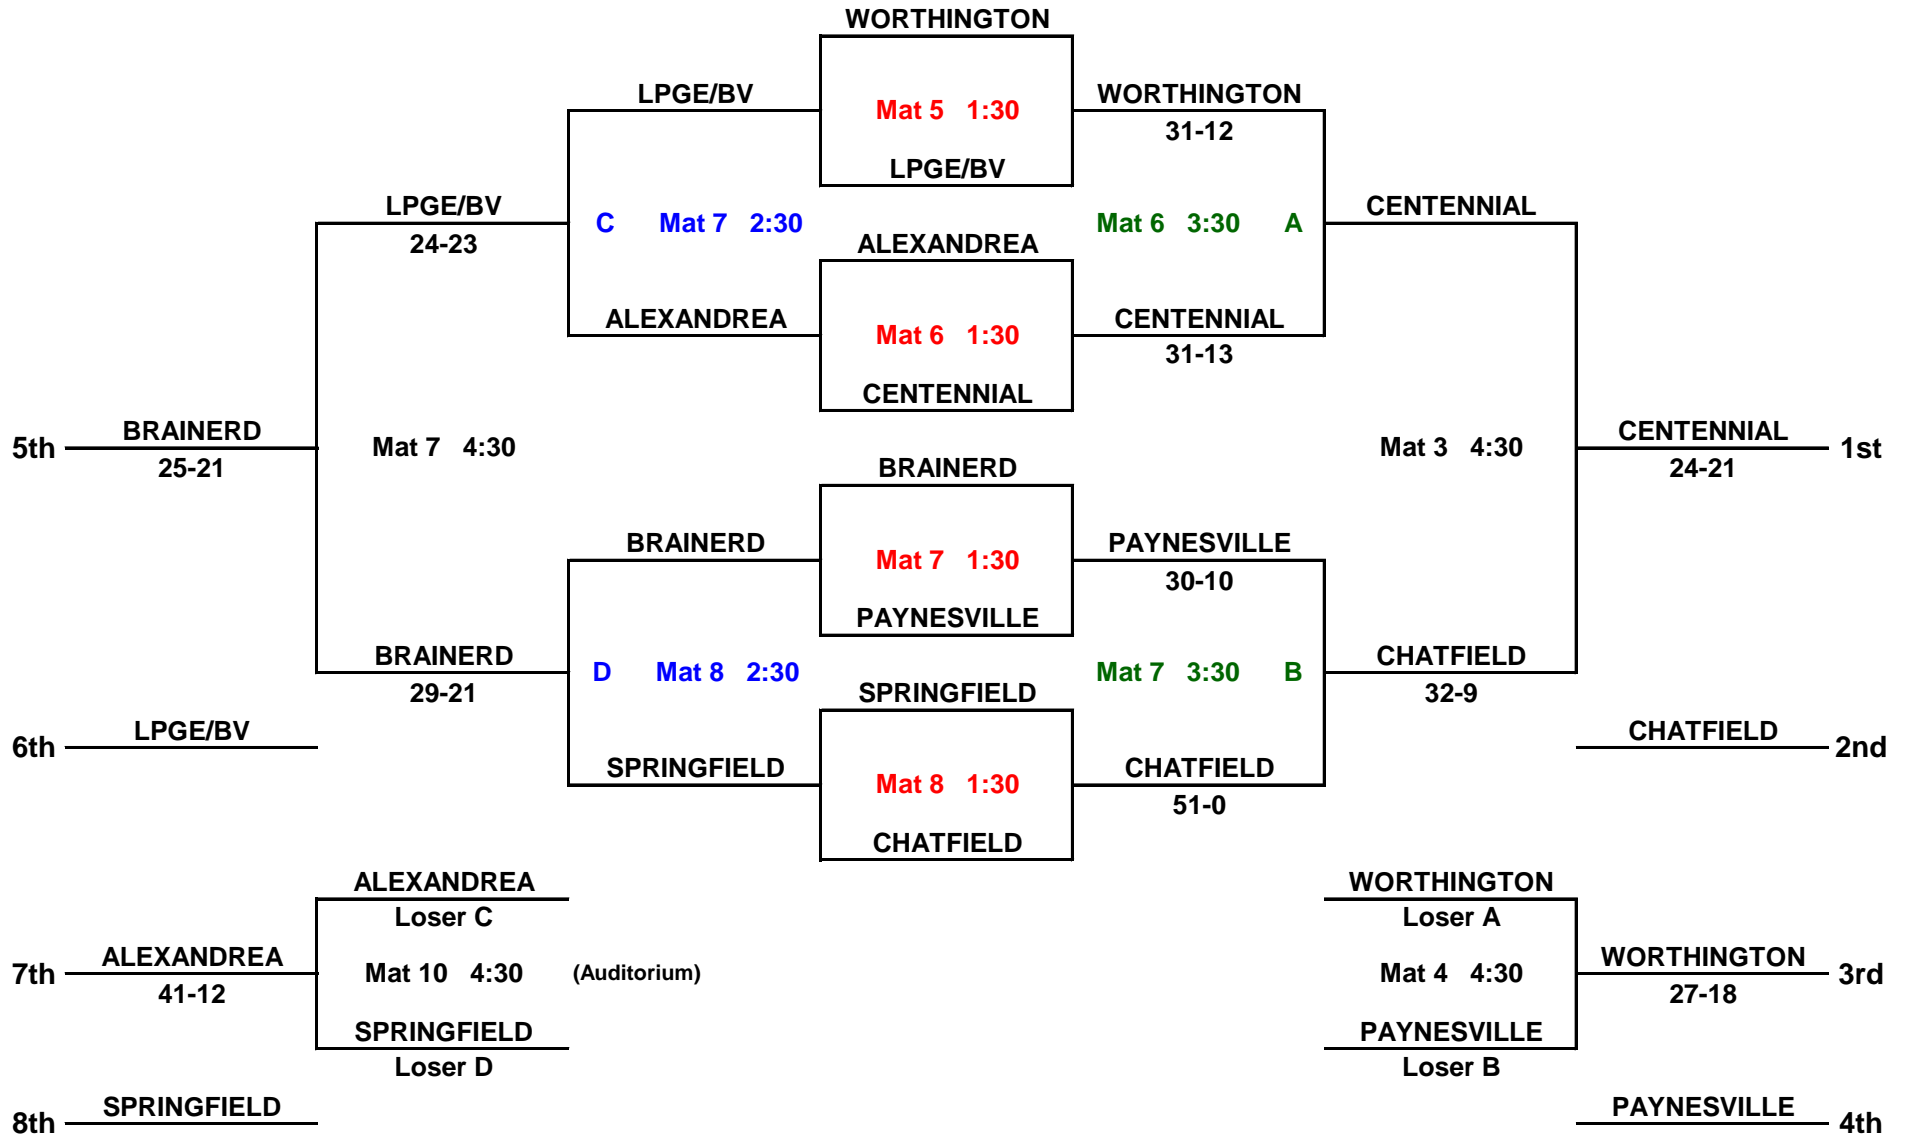 WORTHINGTON
LPGE/BV WORTHINGTON
Mat 5 1:30
31-12
LPGE/BV
LPGE/BV CENTENNIAL
C Mat 7 2:30 Mat 6 3:30 A
24-23 ALEXANDREA
ALEXANDREA CENTENNIAL
Mat 6 1:30
31-13
CENTENNIAL
BRAINERD CENTENNIAL
5th Mat 7 4:30 Mat 3 4:30 1st
25-21 BRAINERD 24-21
BRAINERD PAYNESVILLE
Mat 7 1:30
30-10
PAYNESVILLE
BRAINERD CHATFIELD
D Mat 8 2:30 Mat 7 3:30 B
29-21 SPRINGFIELD 32-9
LPGE/BV CHATFIELD
6th 2nd
SPRINGFIELD CHATFIELD
Mat 8 1:30
51-0
CHATFIELD
ALEXANDREA WORTHINGTON
Loser C Loser A
ALEXANDREA WORTHINGTON
7th Mat 10 4:30 (Auditorium) Mat 4 4:30 3rd
41-12 27-18
SPRINGFIELD PAYNESVILLE
Loser D Loser B
SPRINGFIELD PAYNESVILLE
8th 4th